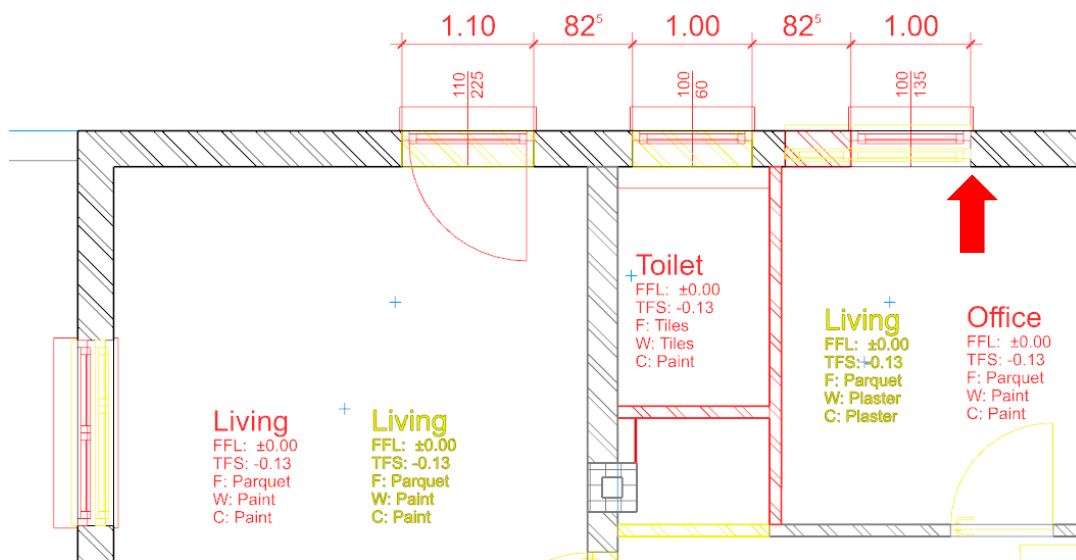 1.10 82⁵ 1.00 82⁵ 1.00
110
225
100
60
100
135
Toilet
FFL: ±0.00
TFS: -0.13
F: Tiles
W: Tiles
C: Paint
Living
FFL: ±0.00
TFS: -0.13
F: Parquet
W: Plaster
C: Plaster
Office
FFL: ±0.00
TFS: -0.13
F: Parquet
W: Paint
C: Paint
Living
FFL: ±0.00
TFS: -0.13
F: Parquet
W: Paint
C: Paint
Living
FFL: ±0.00
TFS: -0.13
F: Parquet
W: Paint
C: Paint